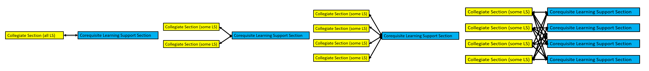 Collegiate Section (all LS)
Corequisite Learning Support Section
Collegiate Section (some LS)
Collegiate Section (some LS)
Corequisite Learning Support Section
Collegiate Section (some LS)
Collegiate Section (some LS)
Collegiate Section (some LS)
Collegiate Section (some LS)
Corequisite Learning Support Section
Collegiate Section (some LS)
Corequisite Learning Support Section
Collegiate Section (some LS)
Corequisite Learning Support Section
Collegiate Section (some LS)
Corequisite Learning Support Section
Collegiate Section (some LS)
Corequisite Learning Support Section